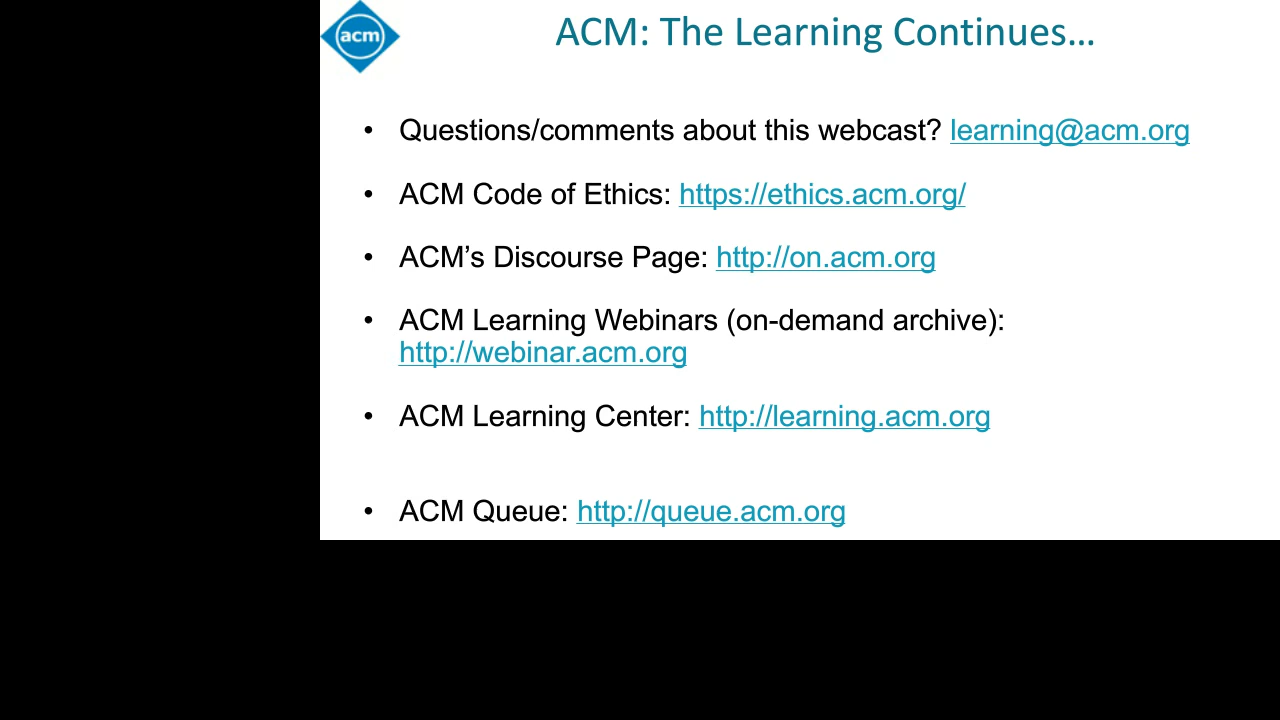 acm
ACM: The Learning Continues…
• Questions/comments about this webcast? learning@acm.org
• ACM Code of Ethics: https://ethics.acm.org/
• ACM’s Discourse Page: http://on.acm.org
• ACM Learning Webinars (on-demand archive):
http://webinar.acm.org
• ACM Learning Center: http://learning.acm.org
• ACM Queue: http://queue.acm.org